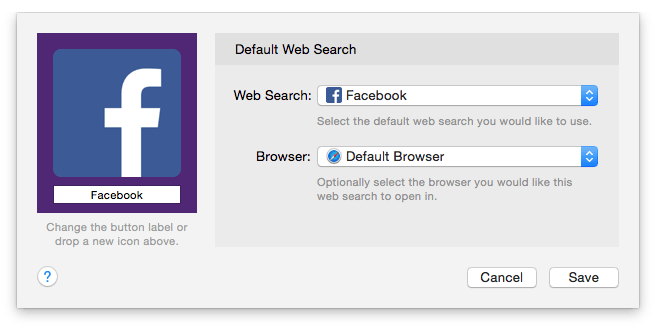 Facebook
Change the button label or
drop a new icon above.
?
Default Web Search
Web Search:
Facebook
Select the default web search you would like to use.
Browser:
Default Browser
Optionally select the browser you would like this
web search to open in.
Cancel
Save